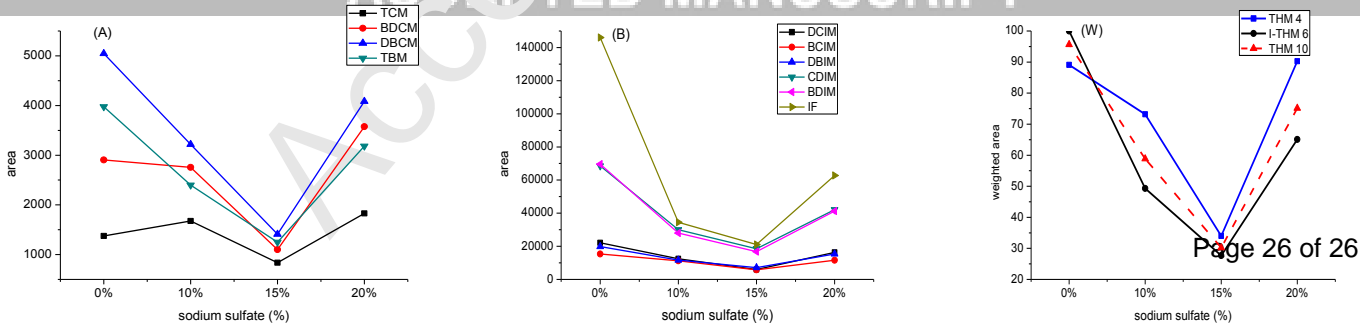 ACCEPTED MANUSCRIPT
(A)
TCM
BDCM
DBCM
TBM
5000
4000
3000
2000
1000
area
0%
10%
15%
20%
sodium sulfate (%)
(B)
DCIM
BCIM
DBIM
CDIM
BDIM
IF
140000
120000
100000
80000
60000
40000
20000
0
area
0%
10%
15%
20%
sodium sulfate (%)
(W)
THM 4
I-THM 6
THM 10
100
90
80
70
60
50
40
30
20
weighted area
0%
10%
15%
20%
sodium sulfate (%)
Page 26 of 26
Acce